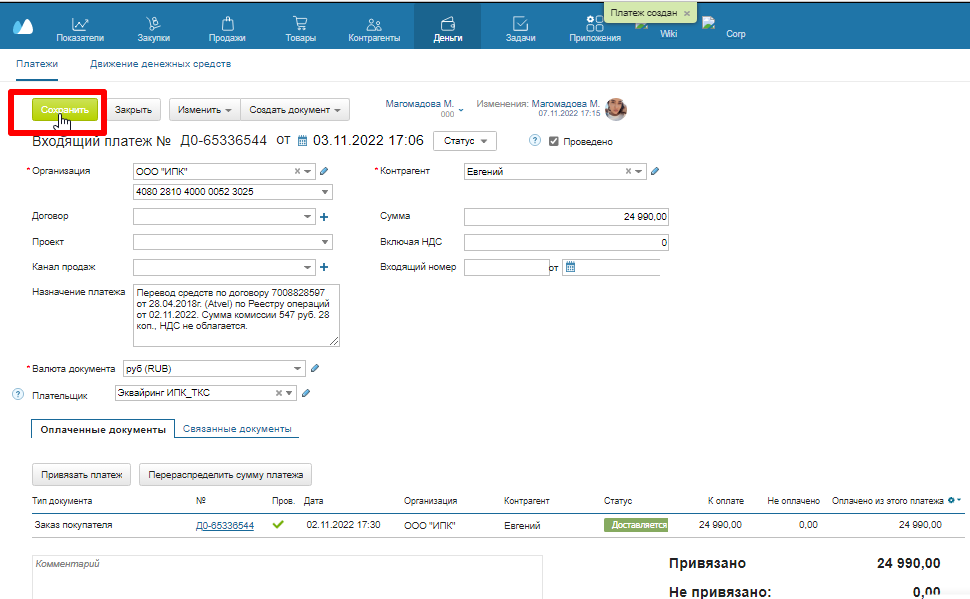 Платеж создан ×
Показатели Закупки Продажи Товары Контрагенты Деньги Задачи Приложения Wiki Corp
Платежи Движение денежных средств
Сохранить Закрыть Изменить Создать документ Магомадова М. Изменения: Магомадова М.
000 07.11.2022 17:15
Входящий платеж № Д0-65336544 от 03.11.2022 17:06 Статус ? Проведено
* Организация ООО "ИПК" * Контрагент Евгений
4080 2810 4000 0052 3025
Договор Сумма 24 990,00
Проект Включая НДС 0
Канал продаж Входящий номер от
Назначение платежа Перевод средств по договору 7008828597
от 28.04.2018г. (Atvel) по Реестру операций
от 02.11.2022. Сумма комиссии 547 руб. 28
коп., НДС не облагается.
* Валюта документа руб (RUB)
? Плательщик Эквайринг ИПК_ТКС
Оплаченные документы Связанные документы
Привязать платеж Перераспределить сумму платежа
Тип документа № Пров. Дата Организация Контрагент Статус К оплате Не оплачено Оплачено из этого платежа
Заказ покупателя Д0-65336544 02.11.2022 17:30 ООО "ИПК" Евгений Доставляется 24 990,00 0,00 24 990,00
Комментарий
Привязано 24 990,00
Не привязано: 0,00